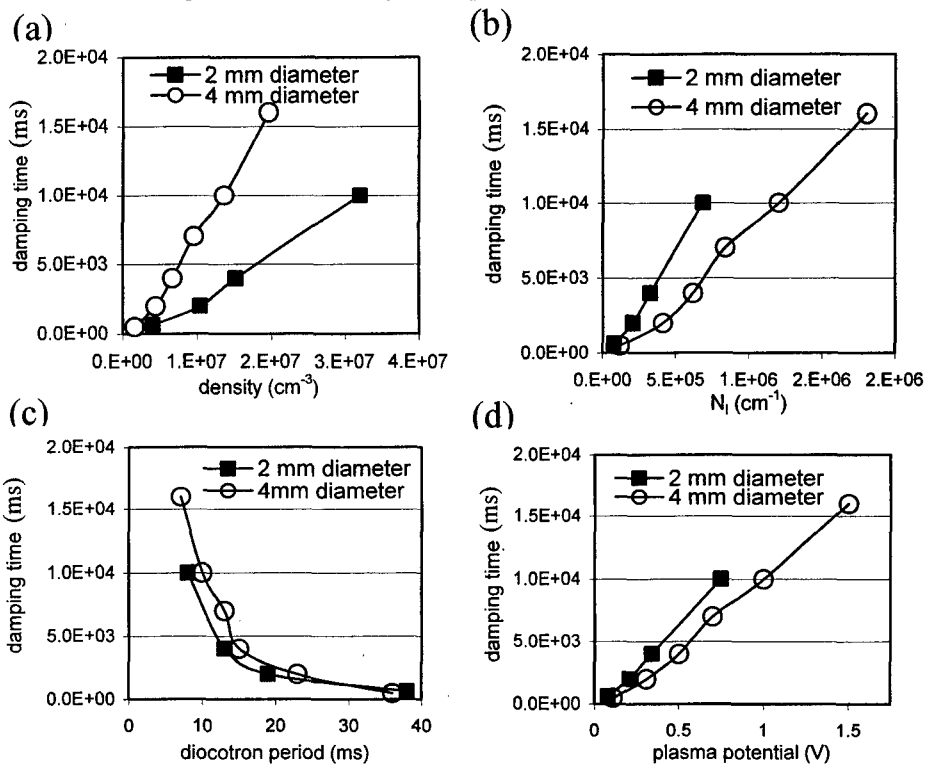 (a)
2.0E+04
1.5E+04
1.0E+04
5.0E+03
0.0E+00
damping time (ms)
2 mm diameter
4 mm diameter
0.E+00 1.E+07 2.E+07 3.E+07 4.E+07
density (cm-3)
(b)
2.0E+04
1.5E+04
1.0E+04
5.0E+03
0.0E+00
damping time (ms)
2 mm diameter
4 mm diameter
0.E+00 5.E+05 1.E+06 2.E+06 2.E+06
Nl (cm-1)
(c)
2.0E+04
1.5E+04
1.0E+04
5.0E+03
0.0E+00
damping time (ms)
2 mm diameter
4mm diameter
0 10 20 30 40
diocotron period (ms)
(d)
2.0E+04
1.5E+04
1.0E+04
5.0E+03
0.0E+00
damping time (ms)
2 mm diameter
4 mm diameter
0 0.5 1 1.5
plasma potential (V)